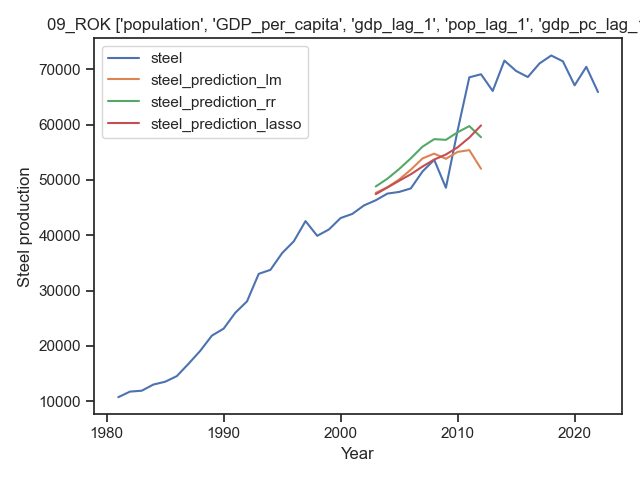 09_ROK ['population', 'GDP_per_capita', 'gdp_lag_1', 'pop_lag_1', 'gdp_pc_lag_
steel
steel_prediction_lm
steel_prediction_rr
steel_prediction_lasso
70000
60000
50000
40000
30000
20000
10000
Steel production
1980 1990 2000 2010 2020
Year